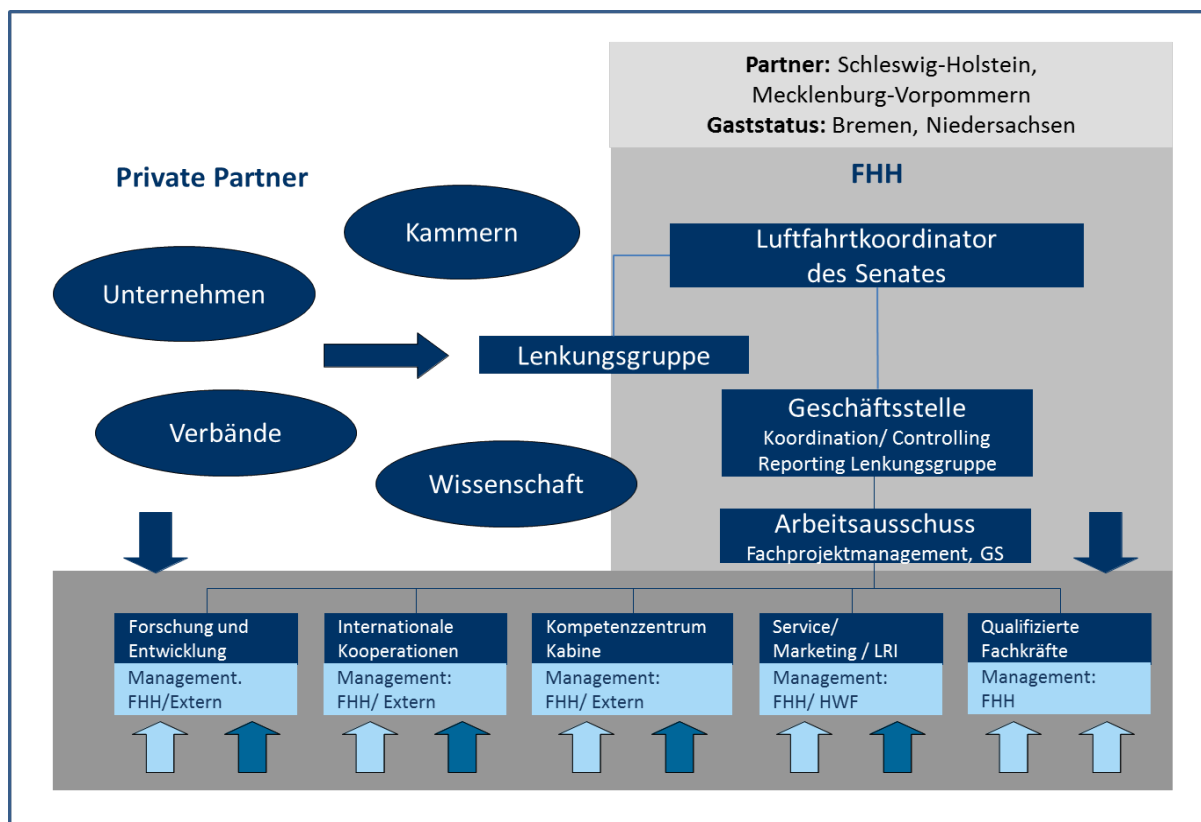 Partner: Schleswig-Holstein,
Mecklenburg-Vorpommern
Gaststatus: Bremen, Niedersachsen
Private Partner
FHH
Kammern
Unternehmen
Luftfahrtkoordinator
des Senates
Lenkungsgruppe
Verbände
Wissenschaft
Geschäftsstelle
Koordination/ Controlling
Reporting Lenkungsgruppe
Arbeitsausschuss
Fachprojektmanagement, GS
Forschung und
Entwicklung
Management.
FHH/Extern
Internationale
Kooperationen
Management:
FHH/ Extern
Kompetenzzentrum
Kabine
Management:
FHH/ Extern
Service/
Marketing / LRI
Management:
FHH/ HWF
Qualifizierte
Fachkräfte
Management:
FHH